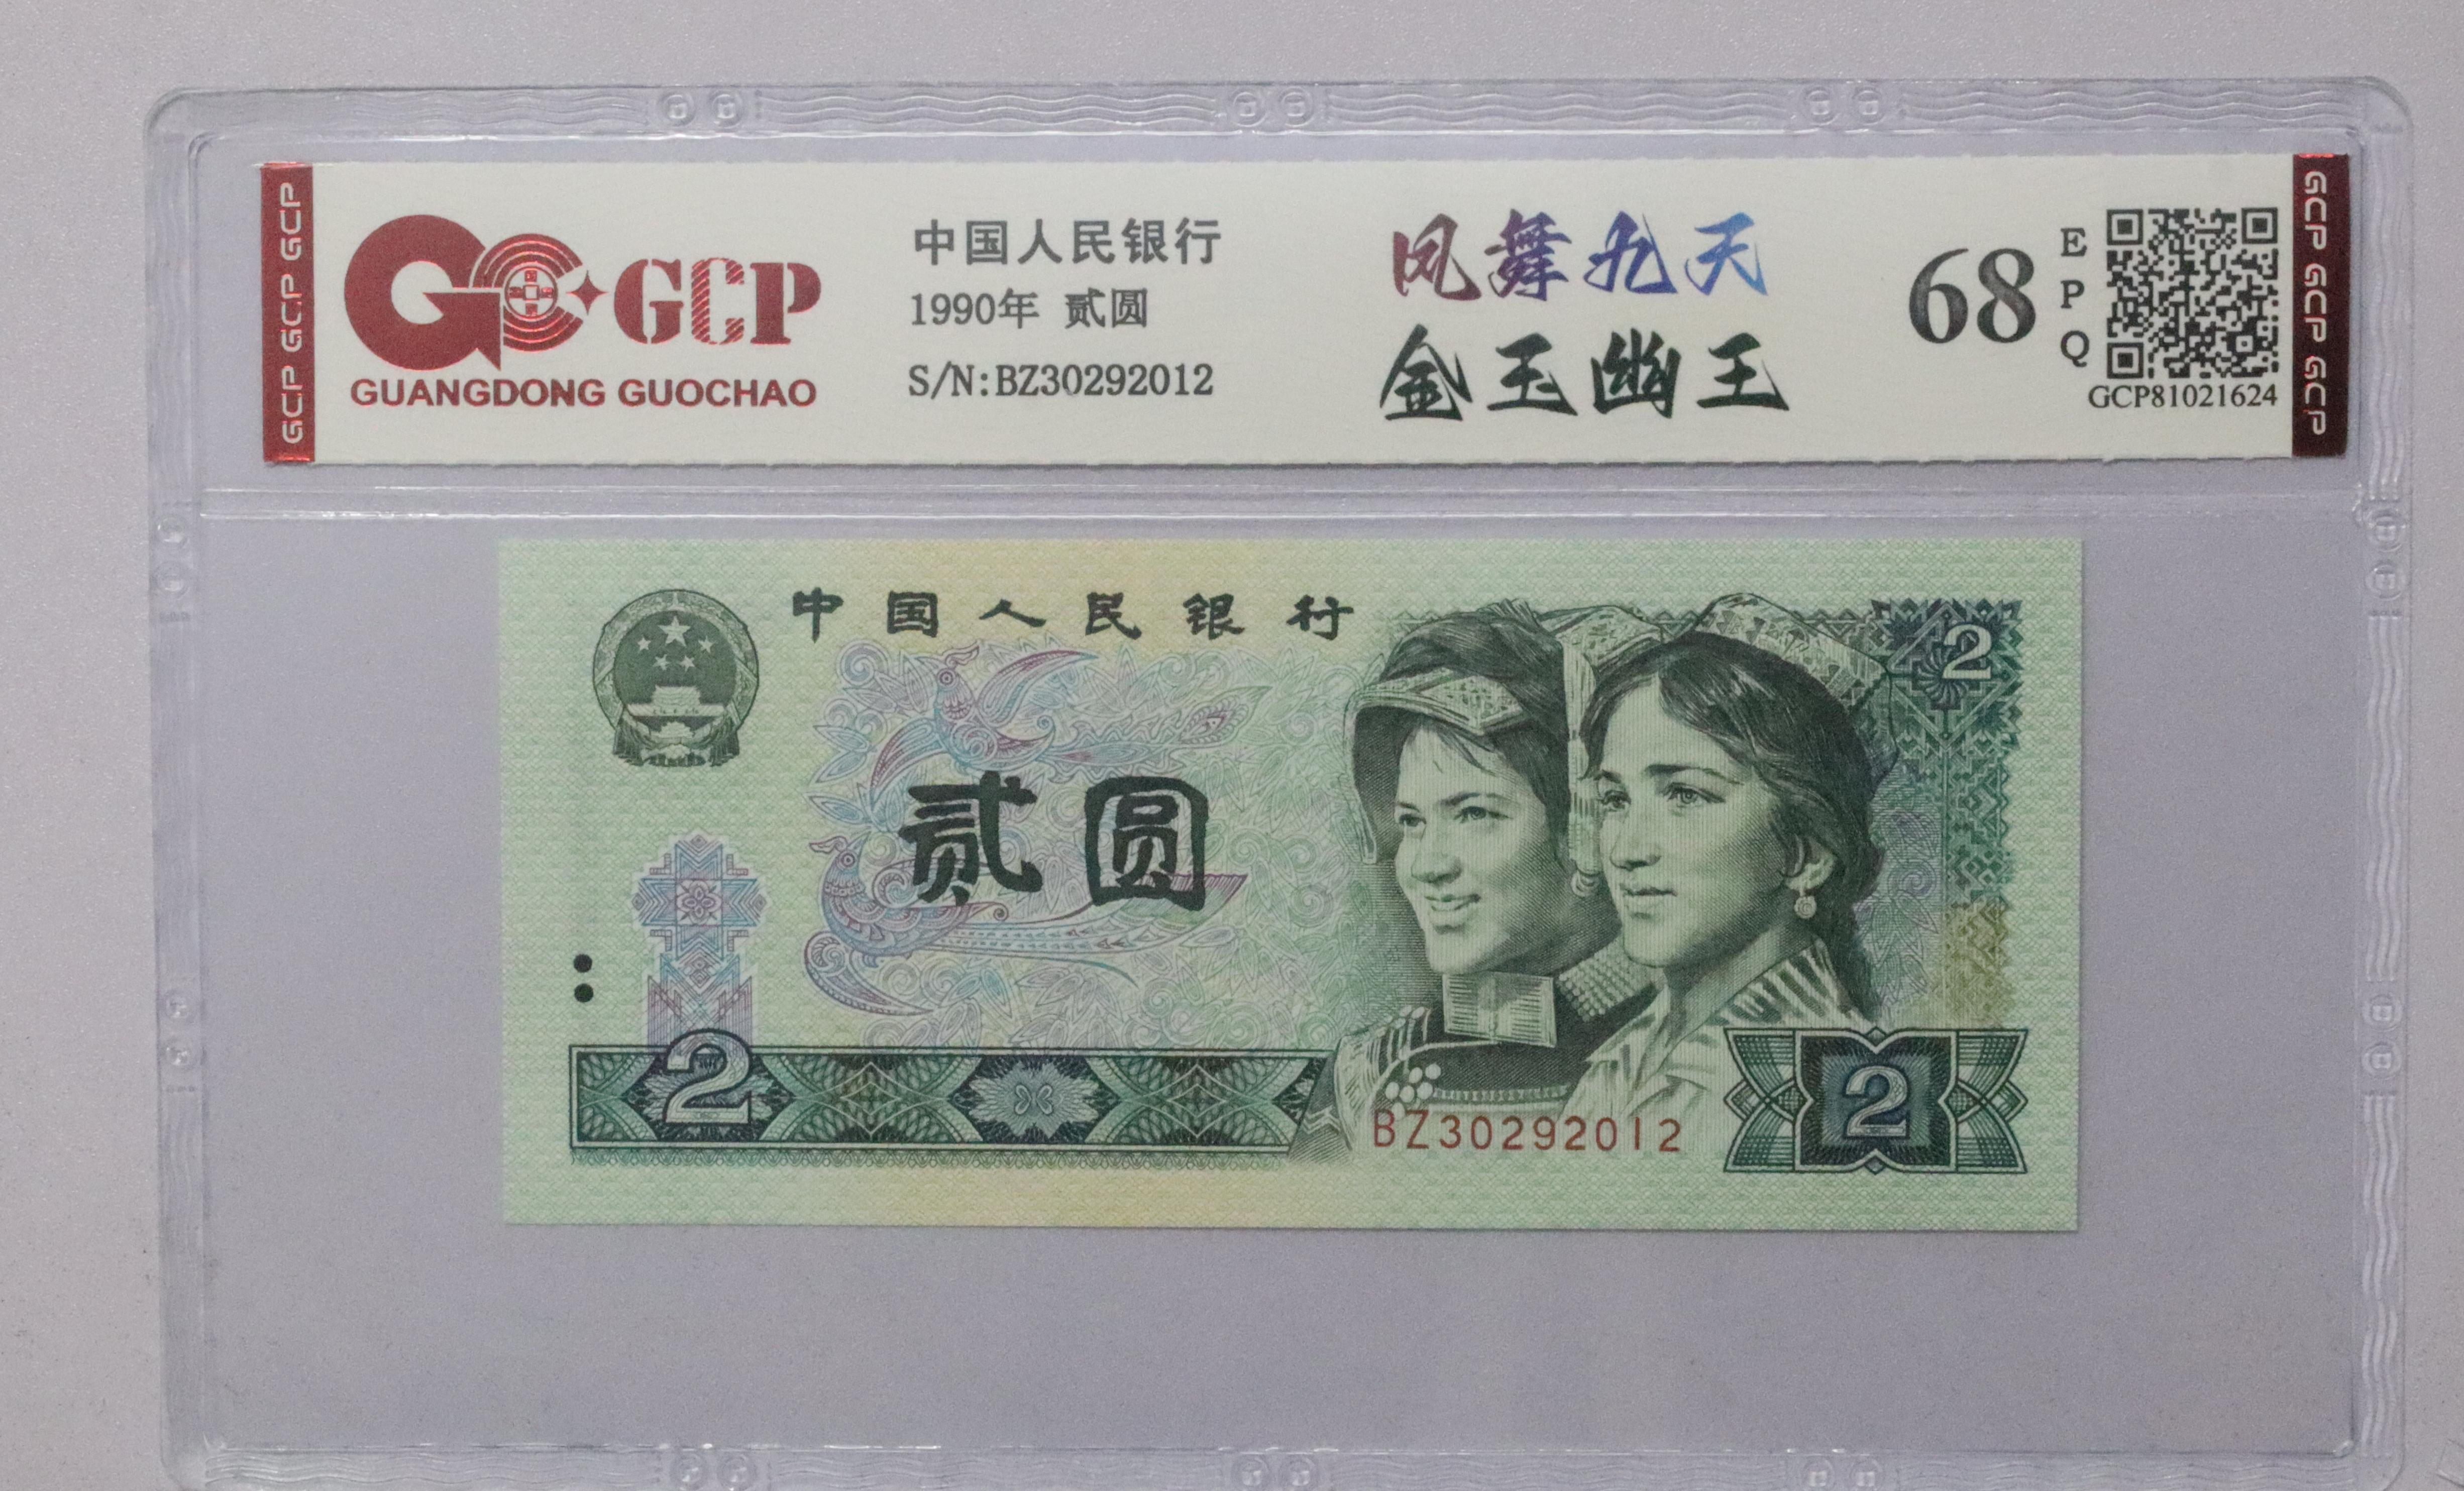 GCP GCP GCP
GCP
GUANGDONG GUOCHAO
中国人民银行
1990年 贰圆
S/N:BZ30292012
凤舞九天
金玉幽王
68
EPQ
GCP81021624
GCP GCP GCP
中国人民银行
2
贰圆
2
BZ30292012
2